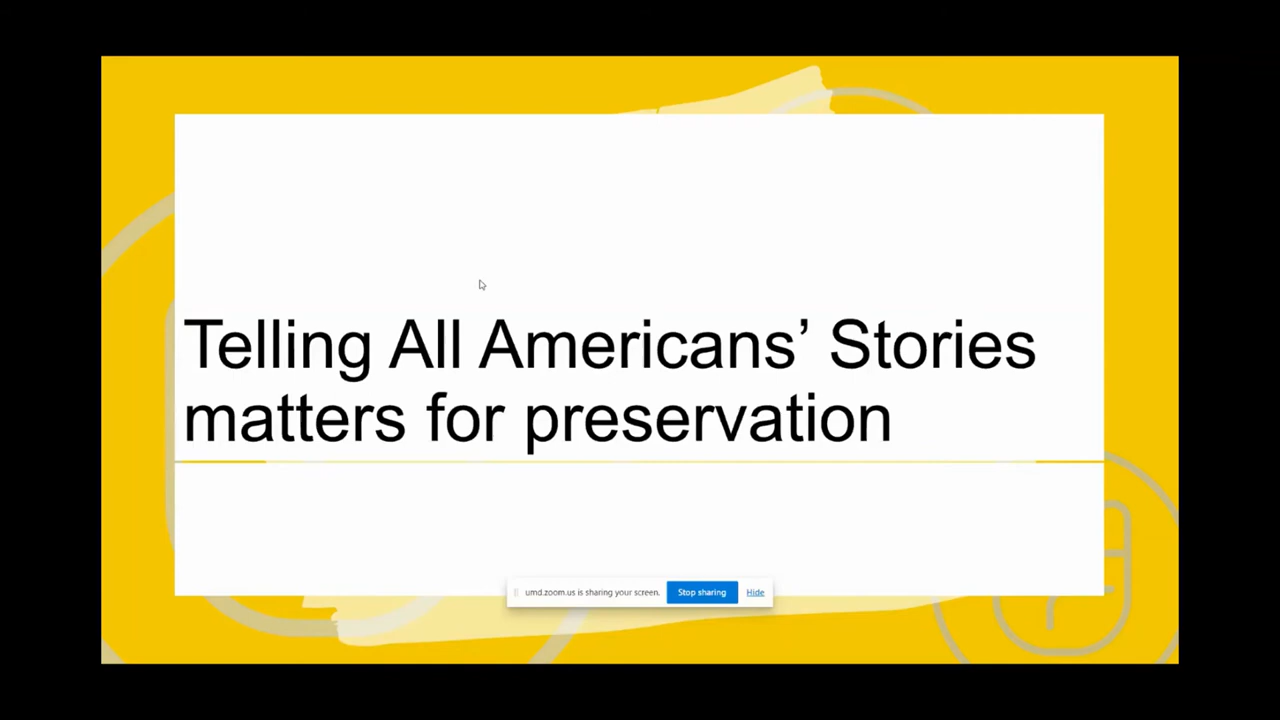 Telling All Americans’ Stories
matters for preservation
umd.zoom.us is sharing your screen. Stop sharing Hide